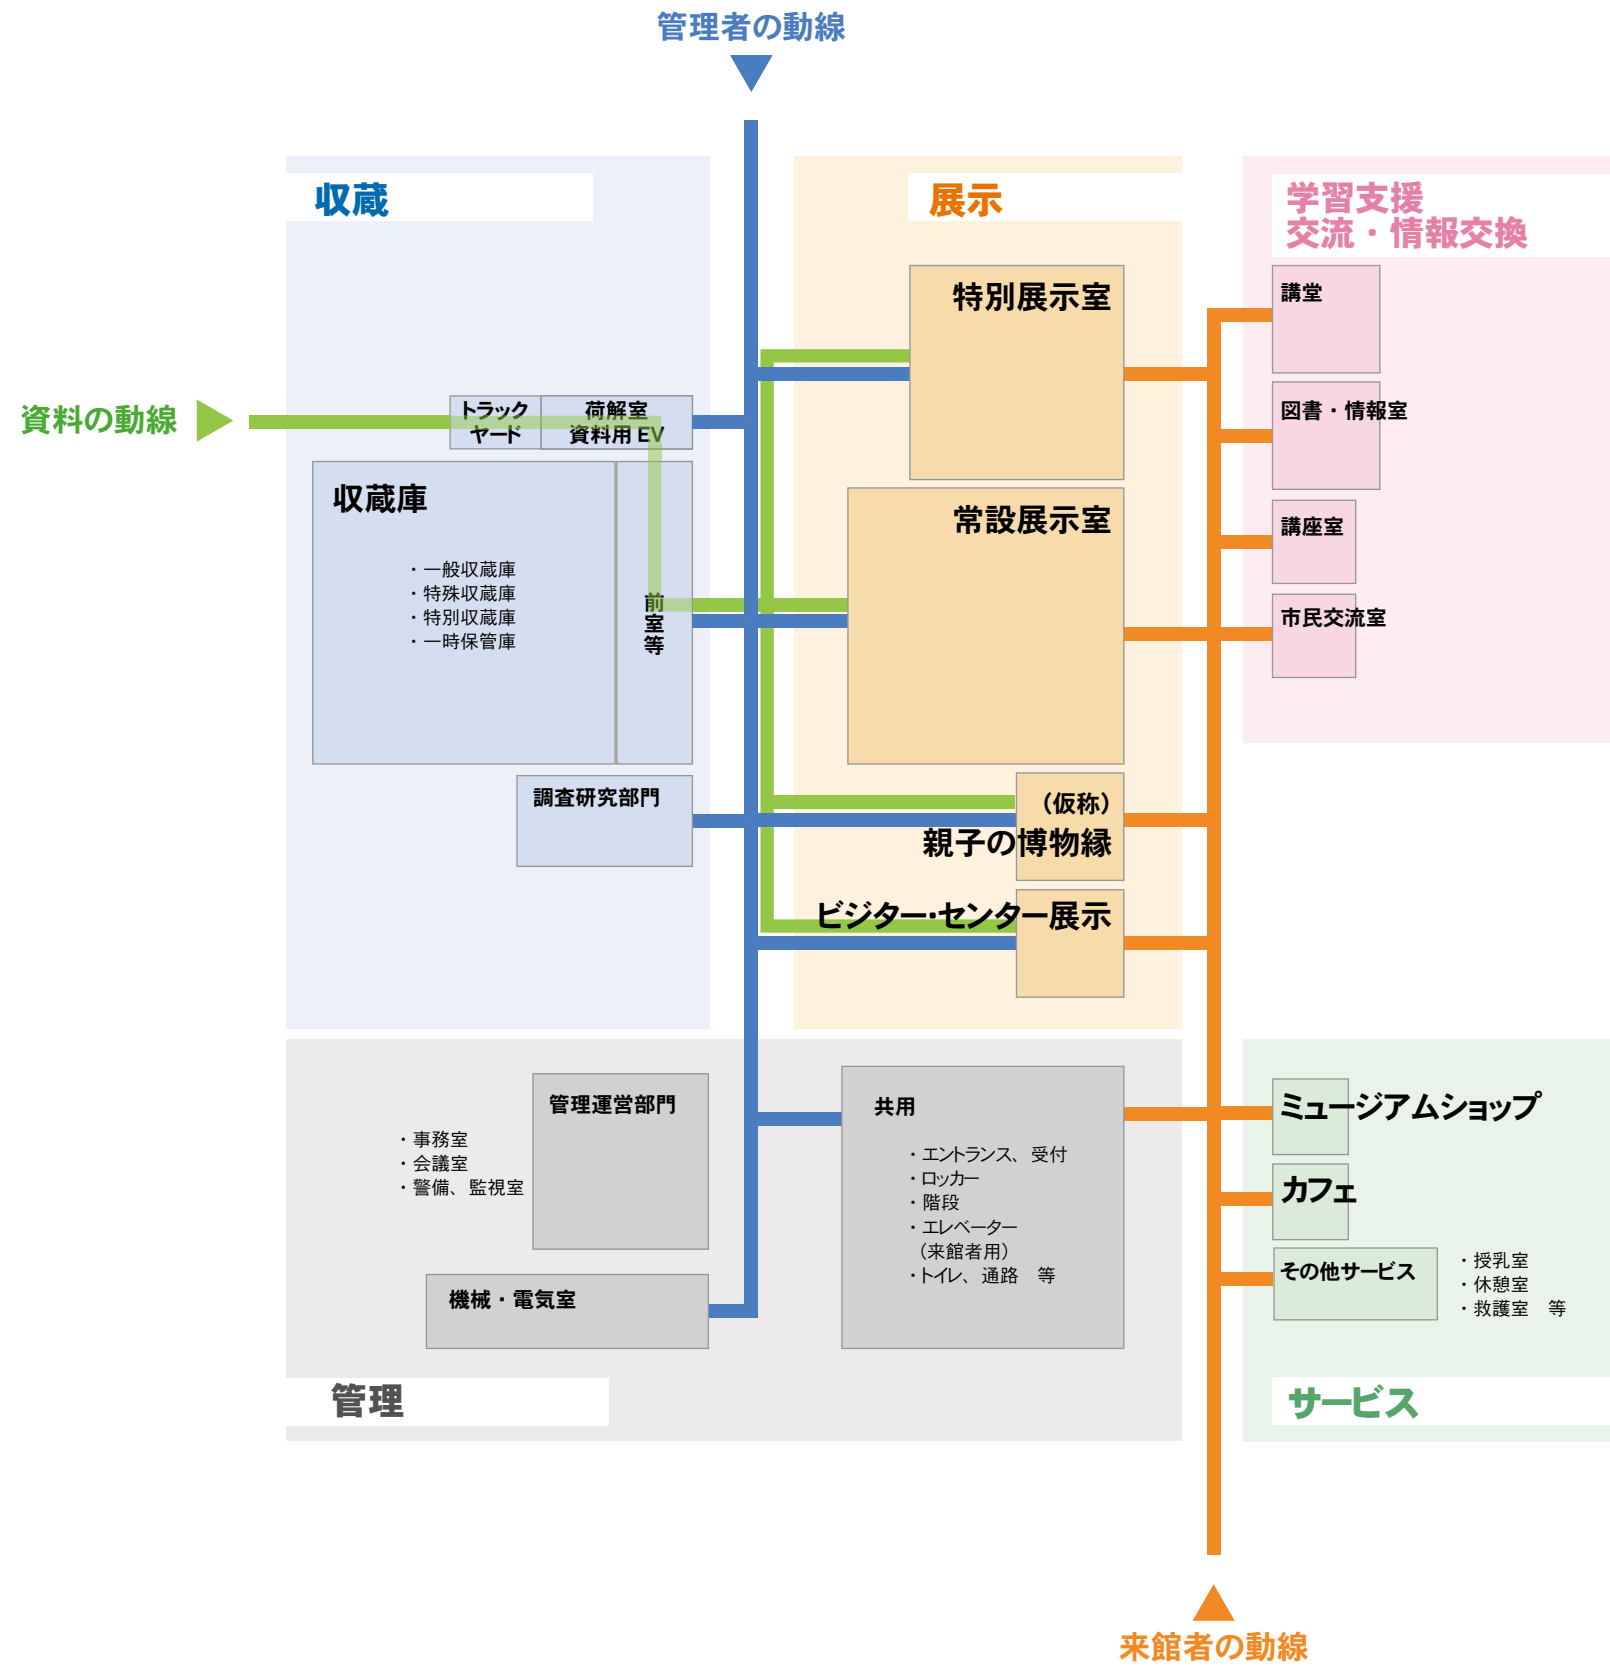 管理者の動線
収蔵
展示
学習支援
交流・情報交換
特別展示室
講堂
資料の動線
トラック
ヤード
荷解室
資料用 EV
図書・情報室
収蔵庫
・一般収蔵庫
・特殊収蔵庫
・特別収蔵庫
・一時保管庫
前室等
常設展示室
講座室
市民交流室
調査研究部門
（仮称）
親子の博物縁
ビジター・センター展示
管理運営部門
・事務室
・会議室
・警備、監視室
共用
・エントランス、受付
・ロッカー
・階段
・エレベーター
（来館者用）
・トイレ、通路　等
機械・電気室
管理
ミュージアムショップ
カフェ
その他サービス
・授乳室
・休憩室
・救護室　等
サービス
来館者の動線